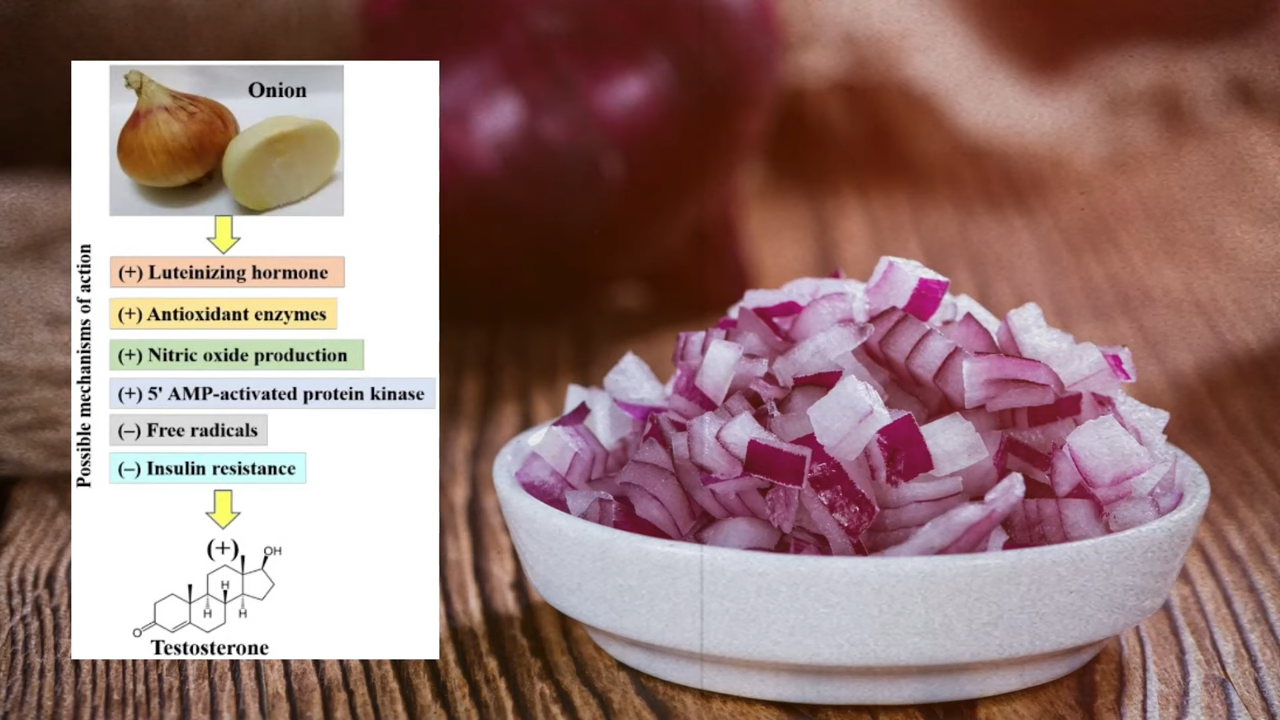 Onion
Possible mechanisms of action
(+) Luteinizing hormone
(+) Antioxidant enzymes
(+) Nitric oxide production
(+) 5' AMP-activated protein kinase
(–) Free radicals
(–) Insulin resistance
(+)
OH
H
H
H
O
Testosterone